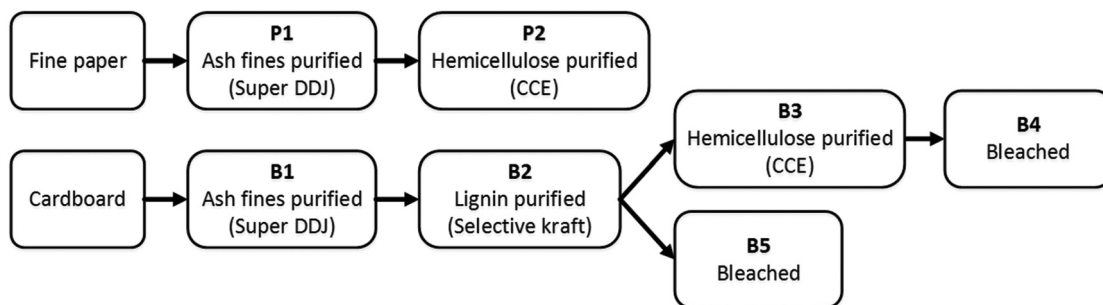 Fine paper
P1
Ash fines purified
(Super DDJ)
P2
Hemicellulose purified
(CCE)
Cardboard
B1
Ash fines purified
(Super DDJ)
B2
Lignin purified
(Selective kraft)
B3
Hemicellulose purified
(CCE)
B4
Bleached
B5
Bleached